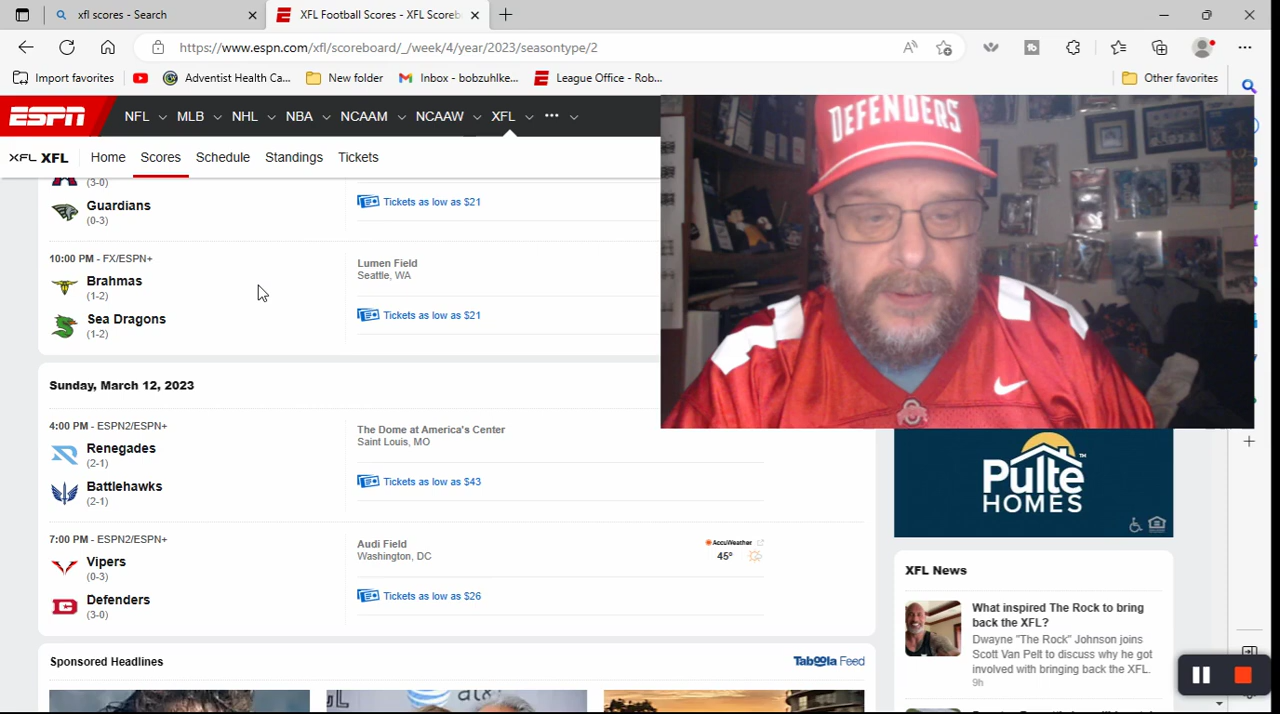 xfl scores - Search
XFL Football Scores - XFL Scoreb
https://www.espn.com/xfl/scoreboard/_/week/4/year/2023/seasontype/2
Import favorites
Adventist Health Ca...
New folder
Inbox - bobzuhlke...
League Office - Rob...
Other favorites
ESPN
NFL
MLB
NHL
NBA
NCAAM
NCAAW
XFL
XFL XFL
Home
Scores
Schedule
Standings
Tickets
(3-0)
Guardians
(0-3)
Tickets as low as $21
10:00 PM - FX/ESPN+
Brahmas
(1-2)
Sea Dragons
(1-2)
Lumen Field
Seattle, WA
Tickets as low as $21
Sunday, March 12, 2023
4:00 PM - ESPN2/ESPN+
Renegades
(2-1)
Battlehawks
(2-1)
The Dome at America's Center
Saint Louis, MO
Tickets as low as $43
7:00 PM - ESPN2/ESPN+
Vipers
(0-3)
Defenders
(3-0)
Audi Field
Washington, DC
AccuWeather
45°
Tickets as low as $26
Sponsored Headlines
Taboola Feed
DEFENDERS
Pulte
HOMES
XFL News
What inspired The Rock to bring
back the XFL?
Dwayne "The Rock" Johnson joins
Scott Van Pelt to discuss why he got
involved with bringing back the XFL.
9h